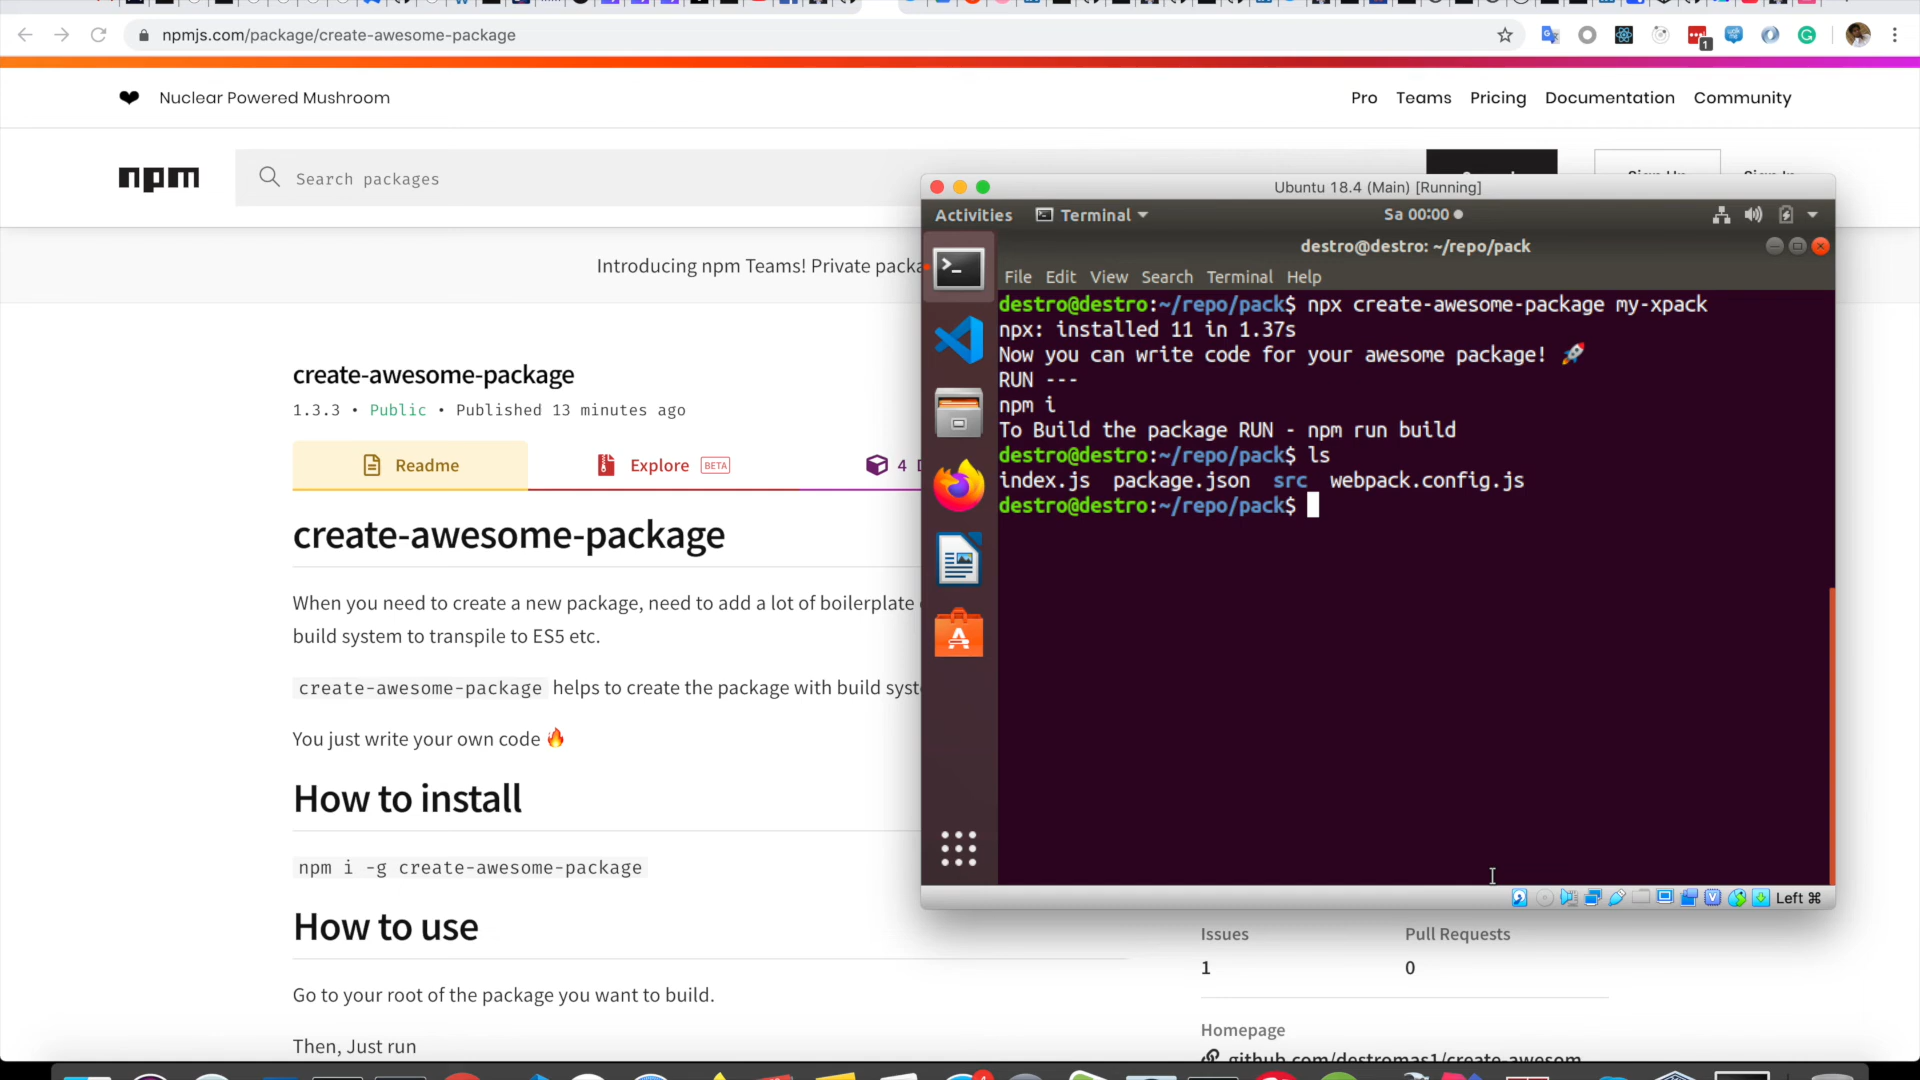 npmjs.com/package/create-awesome-package
1
Nuclear Powered Mushroom
Pro Teams Pricing Documentation Community
npm
Search packages
Introducing npm Teams! Private
create-awesome-package
1.3.3 • Public • Published 13 minutes ago
Readme
Explore BETA
4
create-awesome-package
When you need to create a new package, need to add a lot of boilerplate
build system to transpile to ES5 etc.
create-awesome-package helps to create the package with build
You just write your own code 🔥
How to install
npm i -g create-awesome-package
How to use
Go to your root of the package you want to build.
Then, Just run
Ubuntu 18.4 (Main) [Running]
Activities Terminal Sa 00:00
destro@destro: ~/repo/pack
File Edit View Search Terminal Help
destro@destro:~/repo/pack$ npx create-awesome-package my-xpack
npx: installed 11 in 1.37s
Now you can write code for your awesome package! 🚀
RUN ---
npm i
To Build the package RUN - npm run build
destro@destro:~/repo/pack$ ls
index.js package.json src webpack.config.js
destro@destro:~/repo/pack$
Left ⌘
Issues Pull Requests
1 0
Homepage
github.com/destromas1/create-awesom